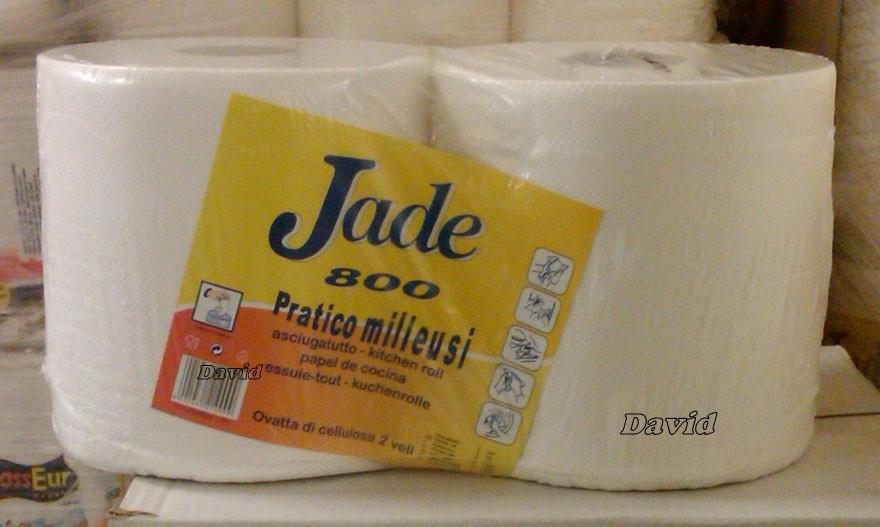 Jade
800
Pratico milleusi
asciugatutto - kitchen roll
papel de cocina
essuie-tout - kuchenrolle
Ovatta di cellulosa 2 veli
David
David
assEur